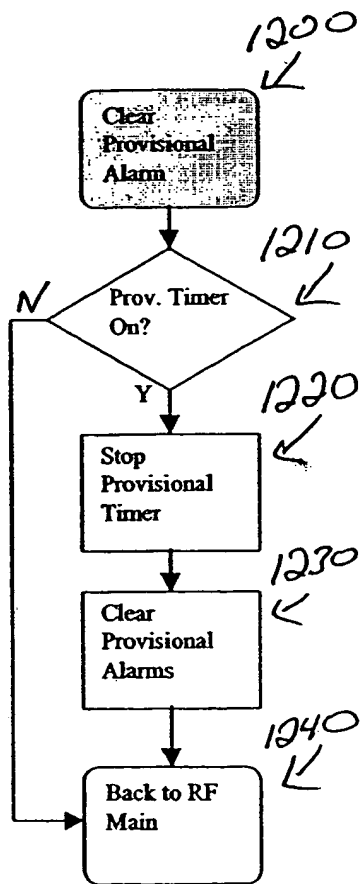 1200
Clear
Provisional
Alarm
1210
N
Prov. Timer
On?
Y
1220
Stop
Provisional
Timer
1230
Clear
Provisional
Alarms
1240
Back to RF
Main